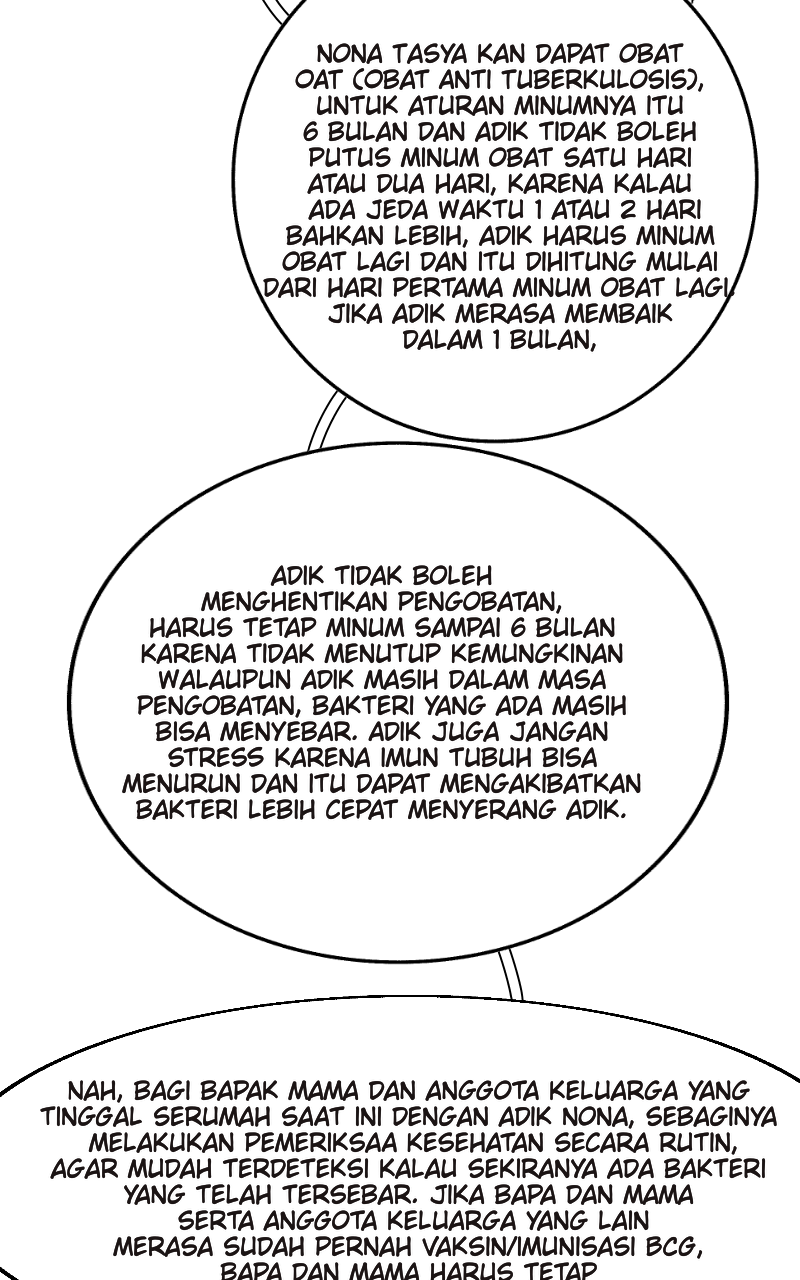 NONA TASYA KAN DAPAT OBAT
OAT (OBAT ANTI TUBERKULOSIS),
UNTUK ATURAN MINUMNYA ITU
6 BULAN DAN ADIK TIDAK BOLEH
PUTUS MINUM OBAT SATU HARI
ATAU DUA HARI, KARENA KALAU
ADA JEDA WAKTU 1 ATAU 2 HARI
BAHKAN LEBIH, ADIK HARUS MINUM
OBAT LAGI DAN ITU DIHITUNG MULAI
DARI HARI PERTAMA MINUM OBAT LAGI.
JIKA ADIK MERASA MEMBAIK
DALAM 1 BULAN,
ADIK TIDAK BOLEH
MENGHENTIKAN PENGOBATAN,
HARUS TETAP MINUM SAMPAI 6 BULAN
KARENA TIDAK MENUTUP KEMUNGKINAN
WALAUPUN ADIK MASIH DALAM MASA
PENGOBATAN, BAKTERI YANG ADA MASIH
BISA MENYEBAR. ADIK JUGA JANGAN
STRESS KARENA IMUN TUBUH BISA
MENURUN DAN ITU DAPAT MENGAKIBATKAN
BAKTERI LEBIH CEPAT MENYERANG ADIK.
NAH, BAGI BAPAK MAMA DAN ANGGOTA KELUARGA YANG
TINGGAL SERUMAH SAAT INI DENGAN ADIK NONA, SEBAGINYA
MELAKUKAN PEMERIKSAA KESEHATAN SECARA RUTIN,
AGAR MUDAH TERDETEKSI KALAU SEKIRANYA ADA BAKTERI
YANG TELAH TERSEBAR. JIKA BAPA DAN MAMA
SERTA ANGGOTA KELUARGA YANG LAIN
MERASA SUDAH PERNAH VAKSIN/IMUNISASI BCG,
BAPA DAN MAMA HARUS TETAP